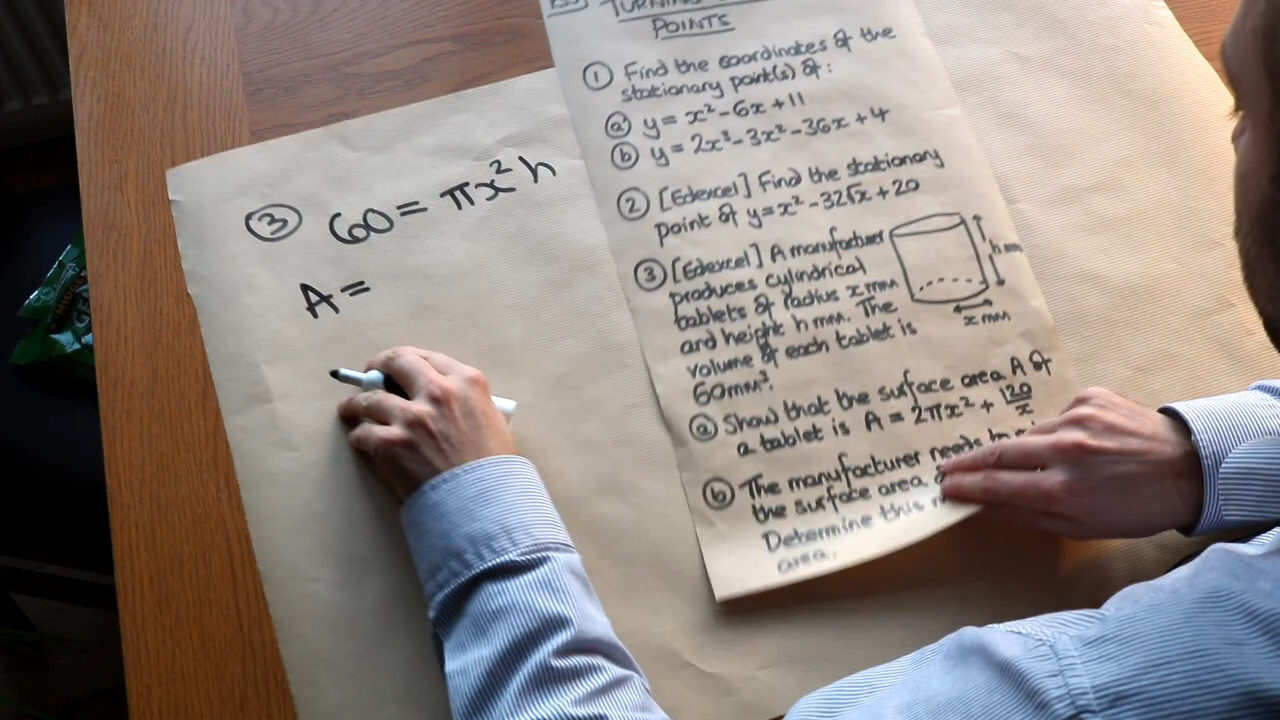 TURNING
POINTS
① Find the coordinates of the
stationary point(s) of:
ⓐ y = x² - 6x + 11
ⓑ y = 2x³ - 3x² - 36x + 4
② [Edexcel] Find the stationary
point of y = x² - 32√x + 20
③ [Edexcel] A manufacturer
produces cylindrical
tablets of radius x mm
and height h mm. The
volume of each tablet is
60mm³.
h mm
x mm
ⓐ Show that the surface area A of
a tablet is A = 2πx² + 120/x
ⓑ The manufacturer needs to
the surface area
Determine this
area.
③ 60 = πx²h
A =